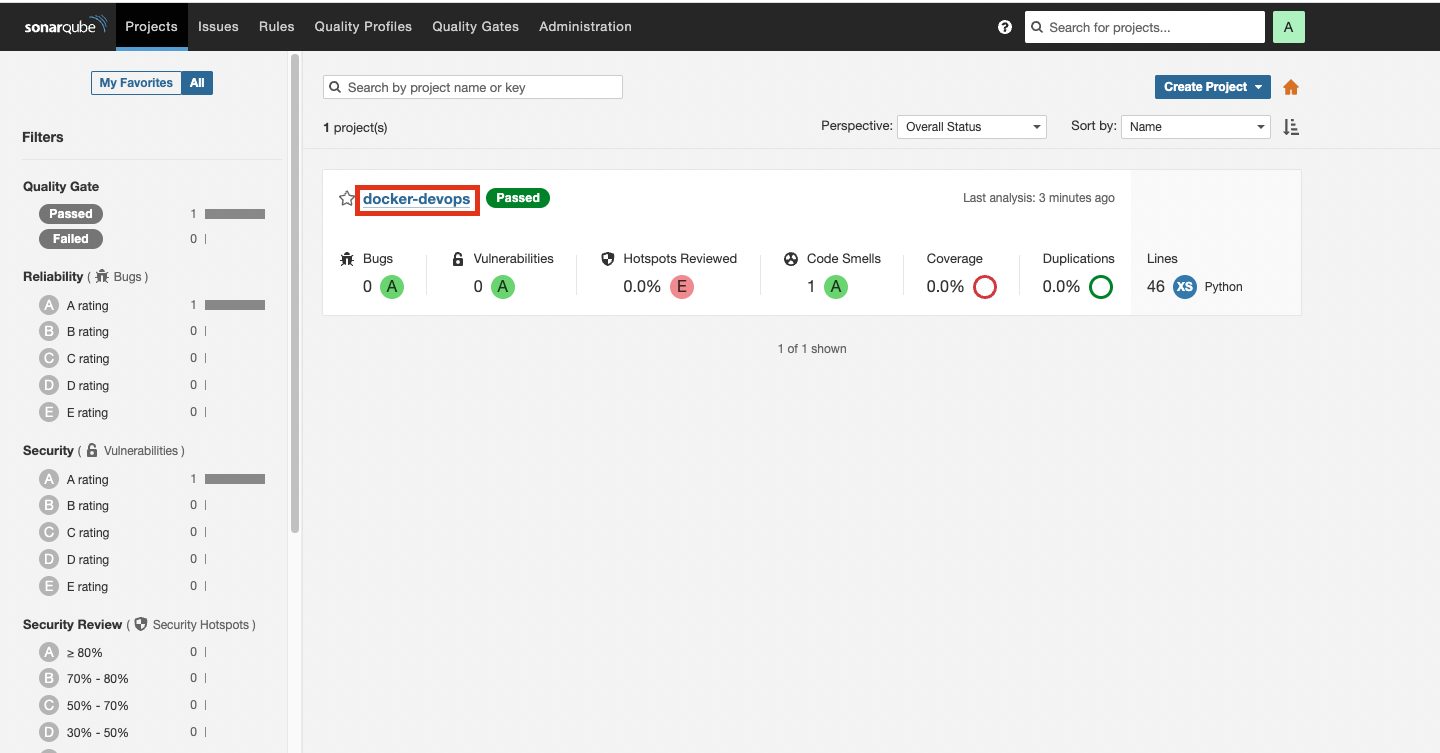 sonarqube Projects Issues Rules Quality Profiles Quality Gates Administration ? Search for projects... A
My Favorites All
Filters
Quality Gate
Passed 1
Failed 0
Reliability ( Bugs )
A A rating 1
B B rating 0
C C rating 0
D D rating 0
E E rating 0
Security ( Vulnerabilities )
A A rating 1
B B rating 0
C C rating 0
D D rating 0
E E rating 0
Security Review ( Security Hotspots )
A ≥ 80% 0
B 70% - 80% 0
C 50% - 70% 0
D 30% - 50% 0
Search by project name or key Create Project
1 project(s) Perspective: Overall Status Sort by: Name
docker-devops Passed Last analysis: 3 minutes ago
Bugs Vulnerabilities Hotspots Reviewed Code Smells Coverage Duplications Lines
0 A 0 A 0.0% E 1 A 0.0% 0.0% 46 XS Python
1 of 1 shown